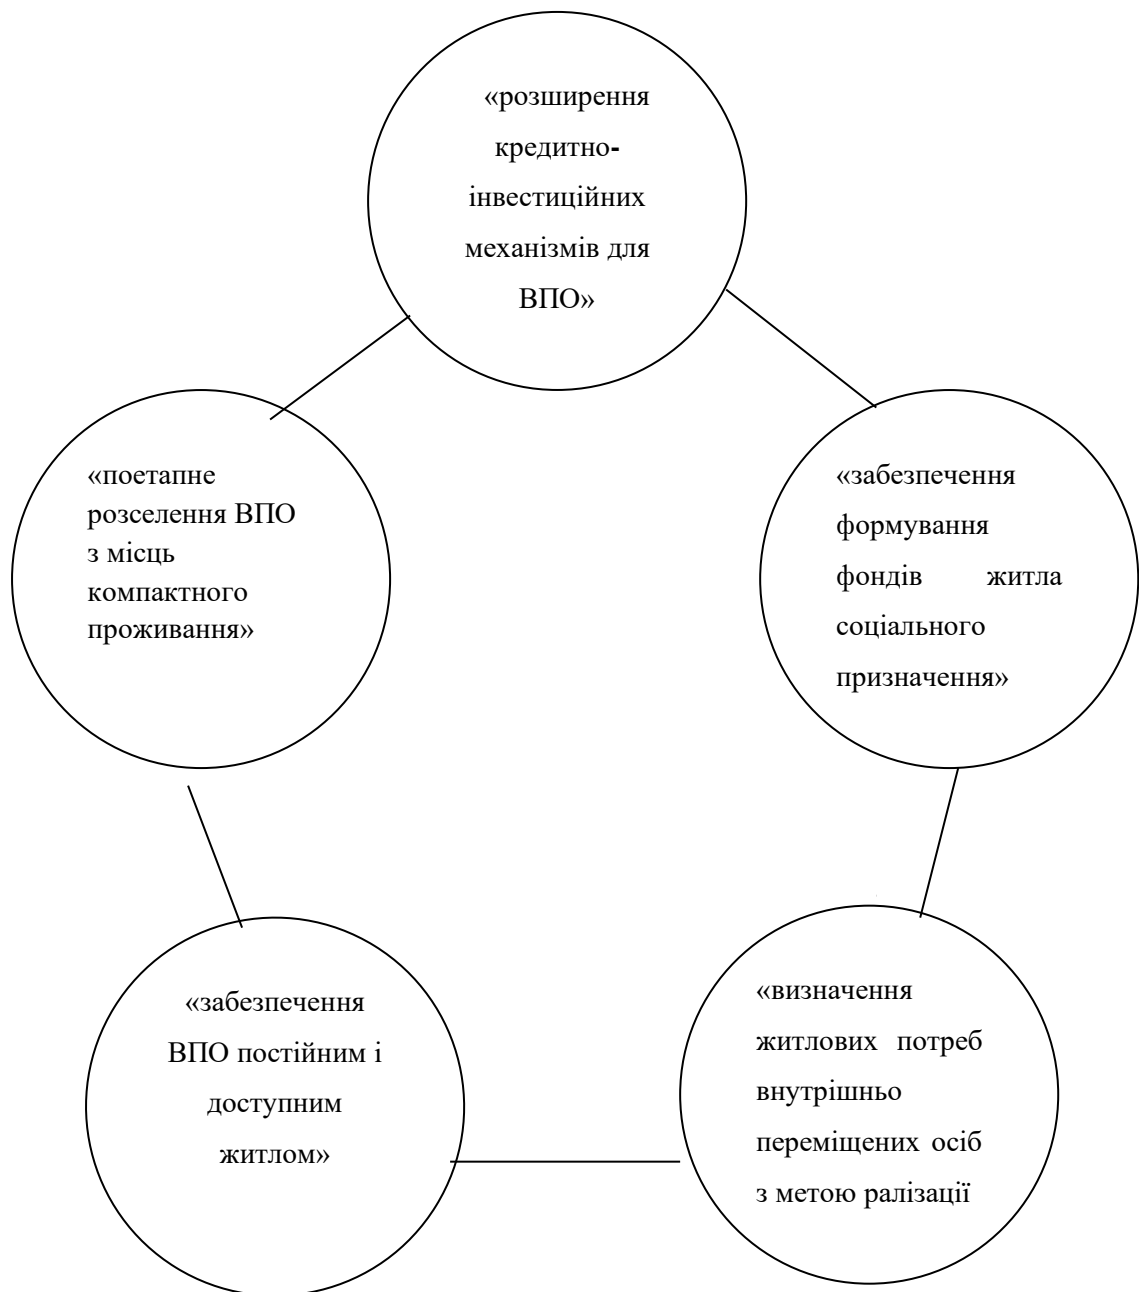 «розширення
кредитно-
інвестиційних
механізмів для
ВПО»
«поетапне
розселення ВПО
з місць
компактного
проживання»
«забезпечення
формування
фондів житла
соціального
призначення»
«забезпечення
ВПО постійним і
доступним
житлом»
«визначення
житлових потреб
внутрішньо
переміщених осіб
з метою ралізації